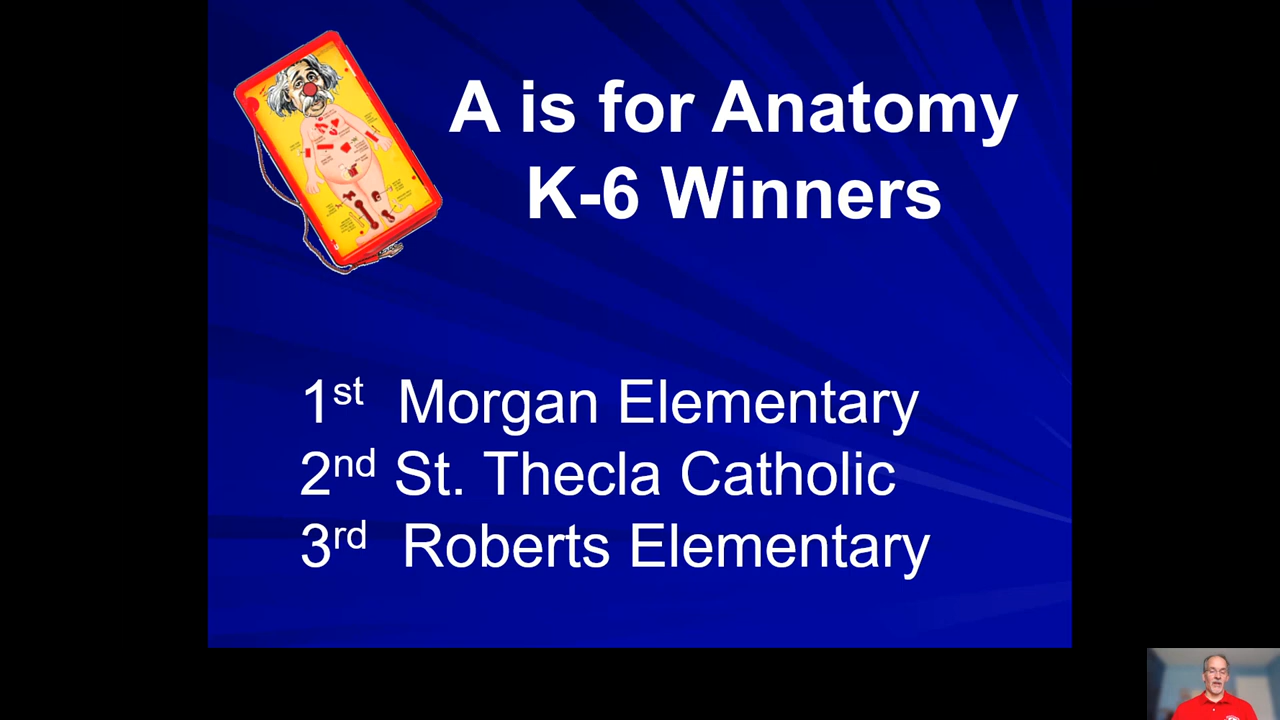 A is for Anatomy
K-6 Winners
1st Morgan Elementary
2nd St. Thecla Catholic
3rd Roberts Elementary